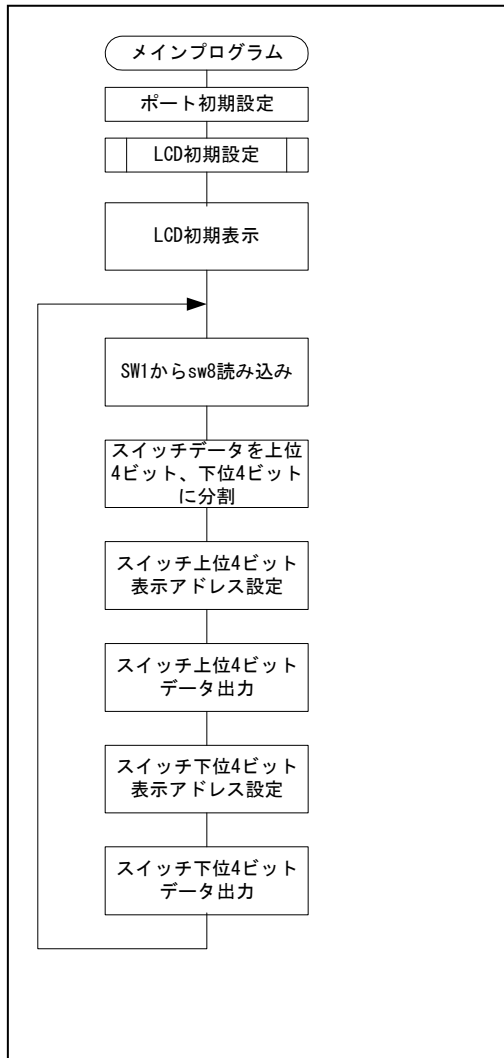 メインプログラム
ポート初期設定
LCD初期設定
LCD初期表示
SW1からsw8読み込み
スイッチデータを上位
4ビット、下位4ビット
に分割
スイッチ上位4ビット
表示アドレス設定
スイッチ上位4ビット
データ出力
スイッチ下位4ビット
表示アドレス設定
スイッチ下位4ビット
データ出力